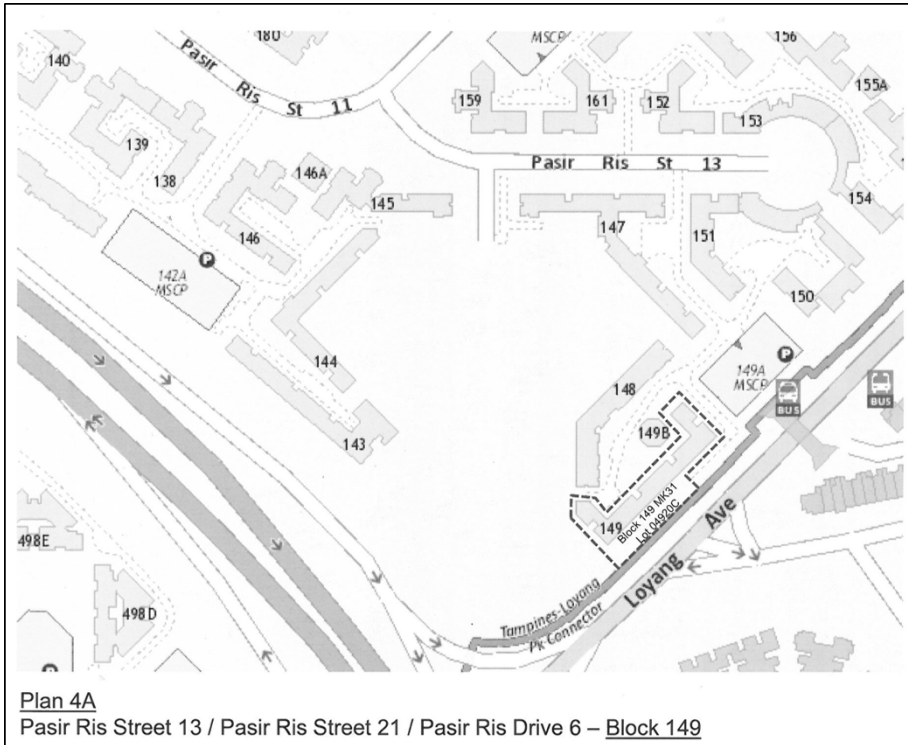 180
MSCP
156
140
Pasir Ris St 11
155A
159
161
152
153
139
Pasir Ris St 13
138
146A
145
154
146
147
151
142A
MSCP
150
144
149A
MSCP
BUS
BUS
148
149B
143
149
Block 149 MK31
Lot 04920C
Loyang Ave
498E
Tampines-Loyang
Pk Connector
498D
Plan 4A
Pasir Ris Street 13 / Pasir Ris Street 21 / Pasir Ris Drive 6 – Block 149